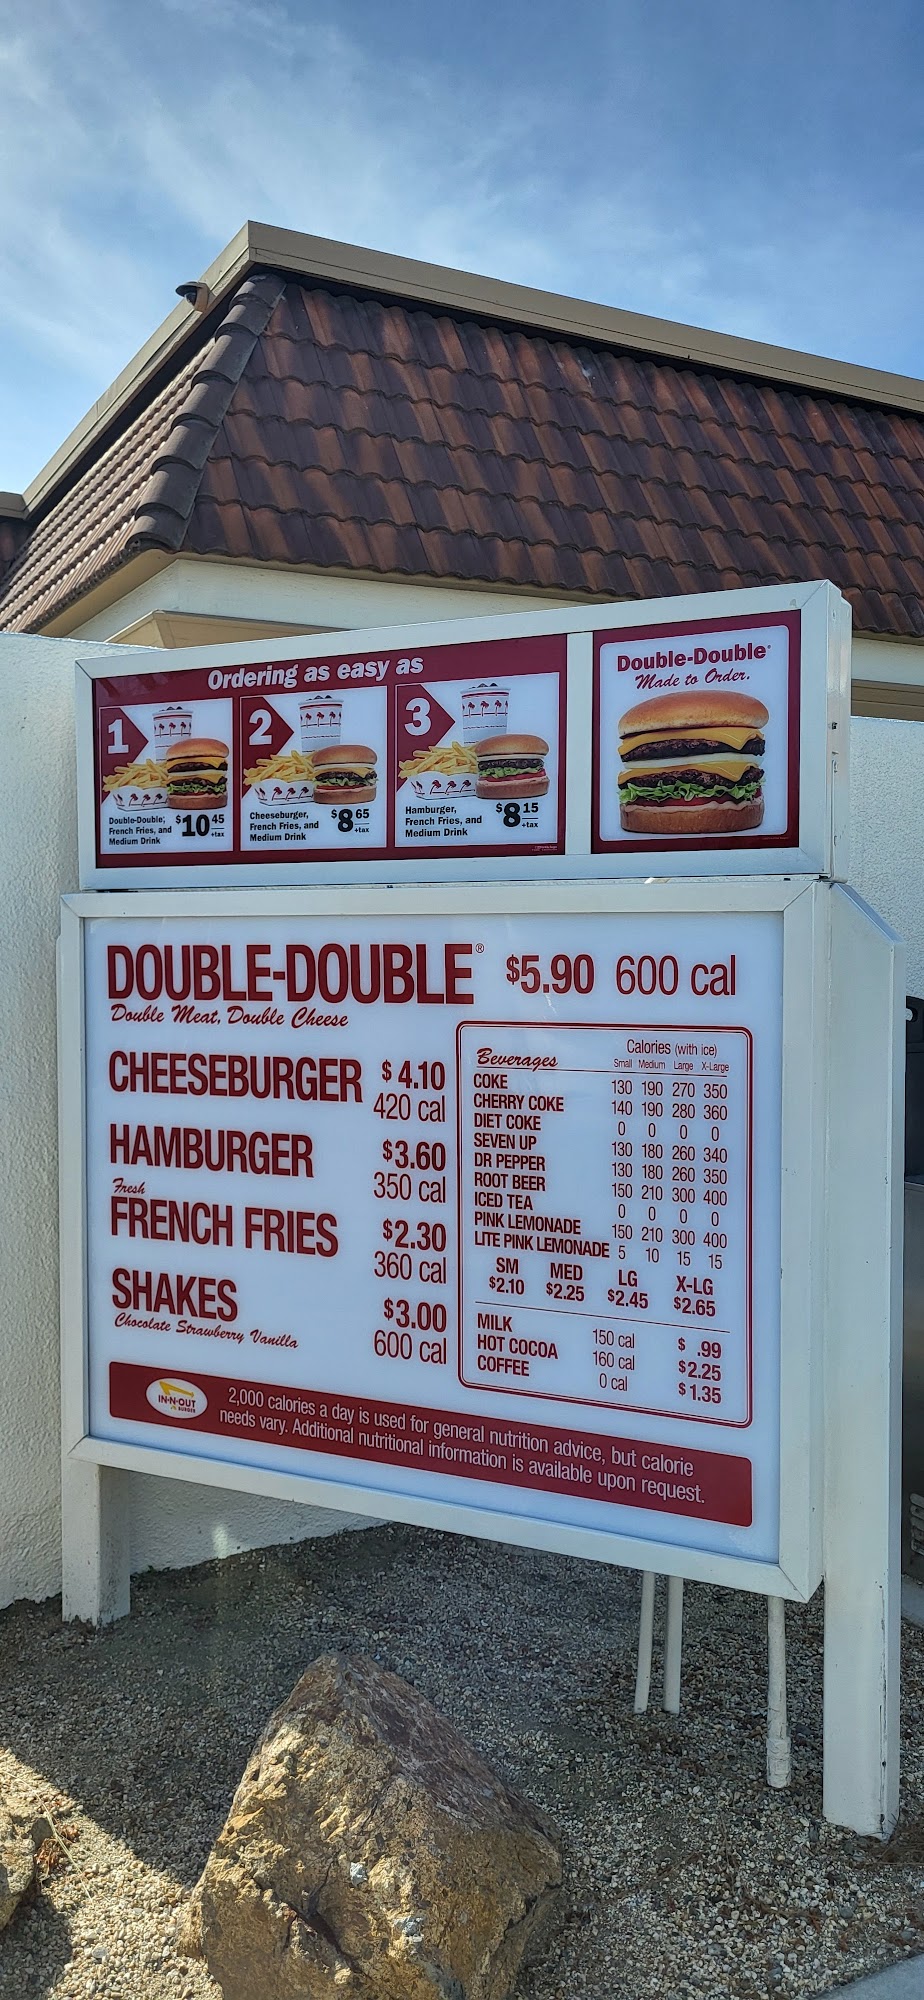 Ordering as easy as
1
Double-Double,
French Fries, and
Medium Drink
$10 45
+tax
2
Cheeseburger,
French Fries, and
Medium Drink
$8 65
+tax
3
Hamburger,
French Fries, and
Medium Drink
$8 15
+tax
Double-Double®
Made to Order.
DOUBLE-DOUBLE® $5.90 600 cal
Double Meat, Double Cheese
CHEESEBURGER $4.10
420 cal
HAMBURGER $3.60
350 cal
Fresh
FRENCH FRIES $2.30
360 cal
SHAKES $3.00
Chocolate Strawberry Vanilla 600 cal
Beverages Calories (with ice)
Small Medium Large X-Large
COKE 130 190 270 350
CHERRY COKE 140 190 280 360
DIET COKE 0 0 0 0
SEVEN UP 130 180 260 340
DR PEPPER 130 180 260 350
ROOT BEER 150 210 300 400
ICED TEA 0 0 0 0
PINK LEMONADE 150 210 300 400
LITE PINK LEMONADE 5 10 15 15
SM MED LG X-LG
$2.10 $2.25 $2.45 $2.65
MILK 150 cal $ .99
HOT COCOA 160 cal $2.25
COFFEE 0 cal $1.35
IN-N-OUT
BURGER
2,000 calories a day is used for general nutrition advice, but calorie
needs vary. Additional nutritional information is available upon request.